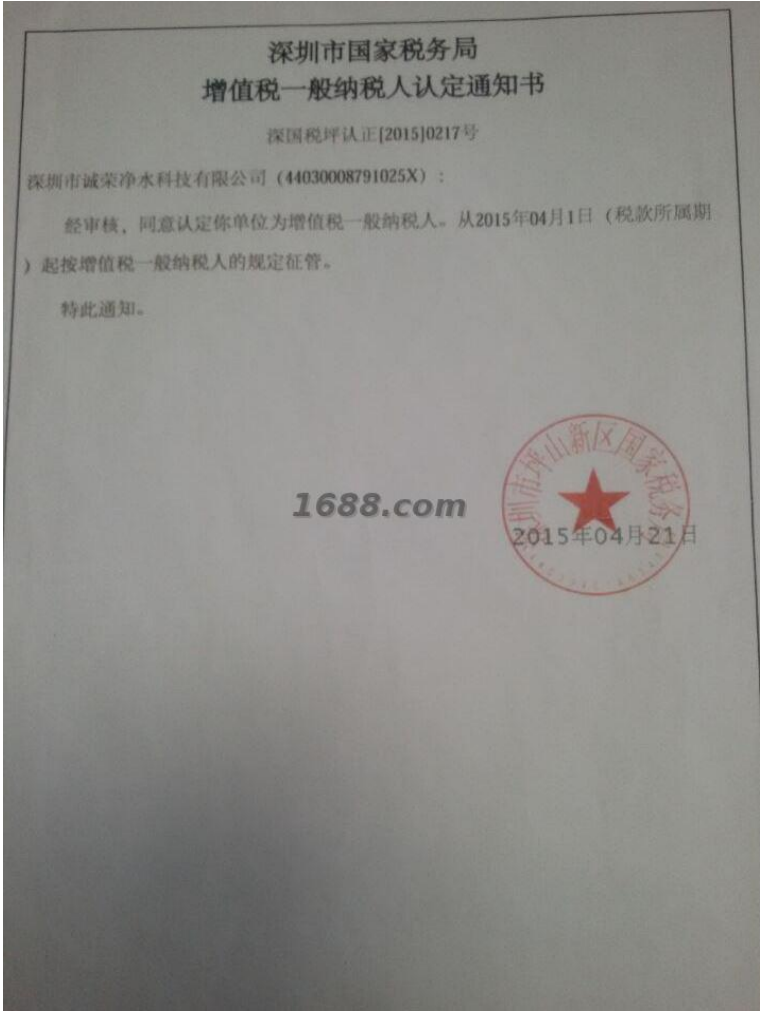 深圳市国家税务局
增值税一般纳税人认定通知书
深国税坪认正[2015]0217号
深圳市诚荣净水科技有限公司（44030008791025X）：
经审核，同意认定你单位为增值税一般纳税人。从2015年04月1日（税款所属期
）起按增值税一般纳税人的规定征管。
特此通知。
1688.com
深圳市坪山新区国家税务
2015年04月21日